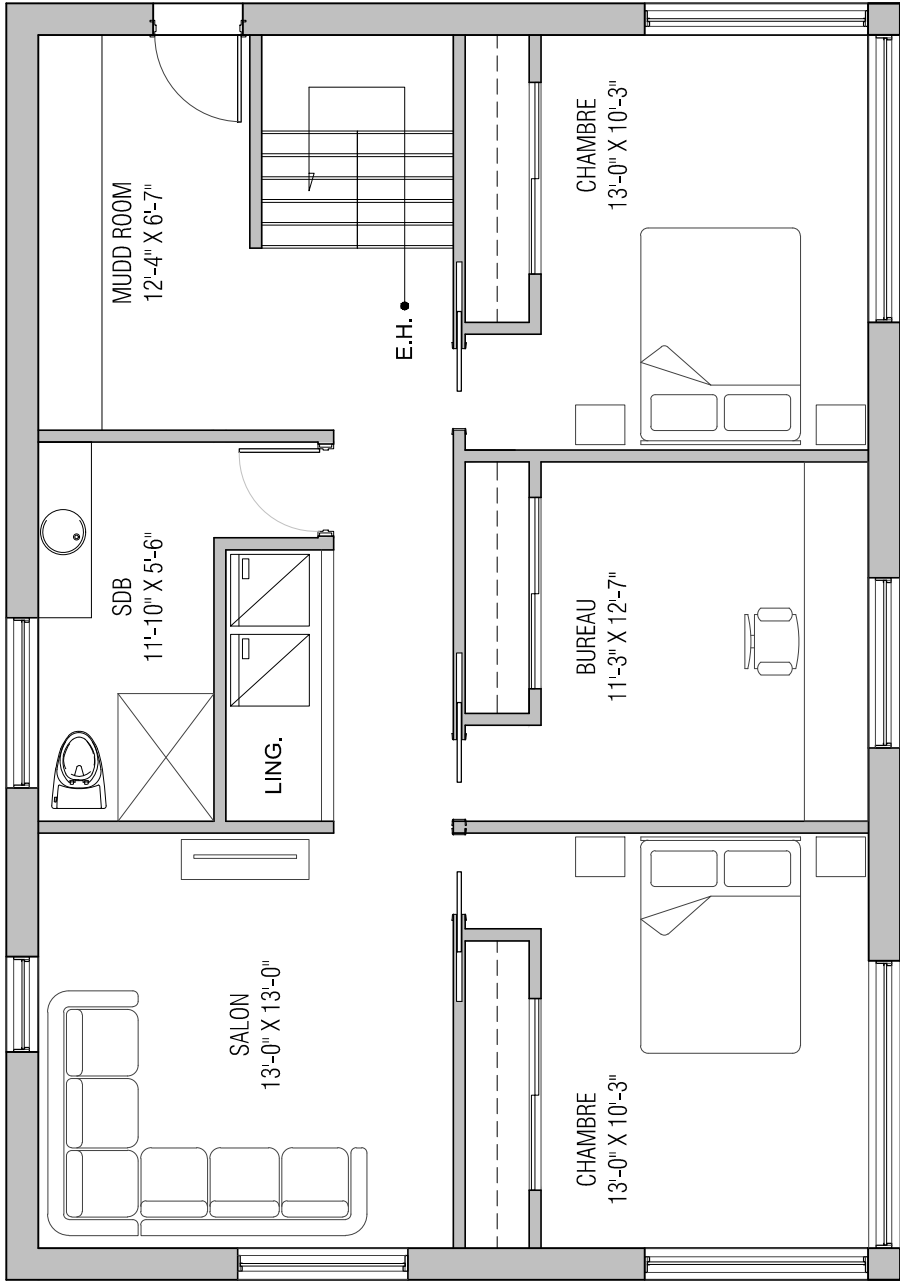 MUDD ROOM
12'-4" X 6'-7"
CHAMBRE
13'-0" X 10'-3"
E.H.
SDB
11'-10" X 5'-6"
BUREAU
11'-3" X 12'-7"
LING.
SALON
13'-0" X 13'-0"
CHAMBRE
13'-0" X 10'-3"